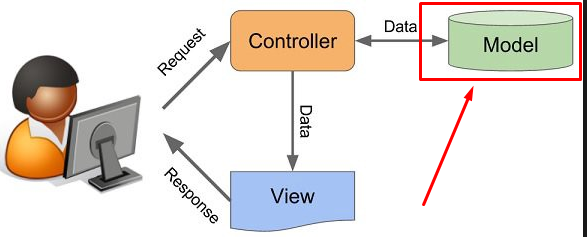 Request
Controller
Data
Model
Data
Response
View